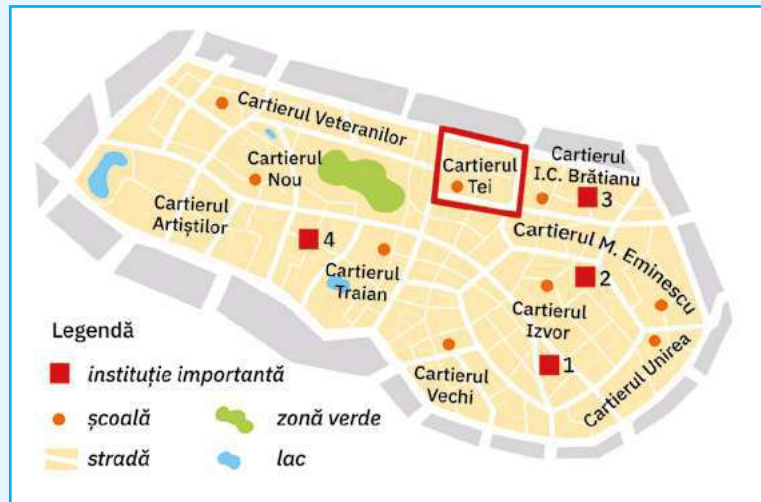 Cartierul Veteranilor
Cartierul
Nou
Cartierul
Artiștilor
Cartierul
Tei
Cartierul
I.C. Brătianu
3
Cartierul M. Eminescu
4
Cartierul
Traian
2
Cartierul
Izvor
1
Cartierul
Vechi
Cartierul Unirea
Legendă
instituție importantă
școală
zonă verde
stradă
lac